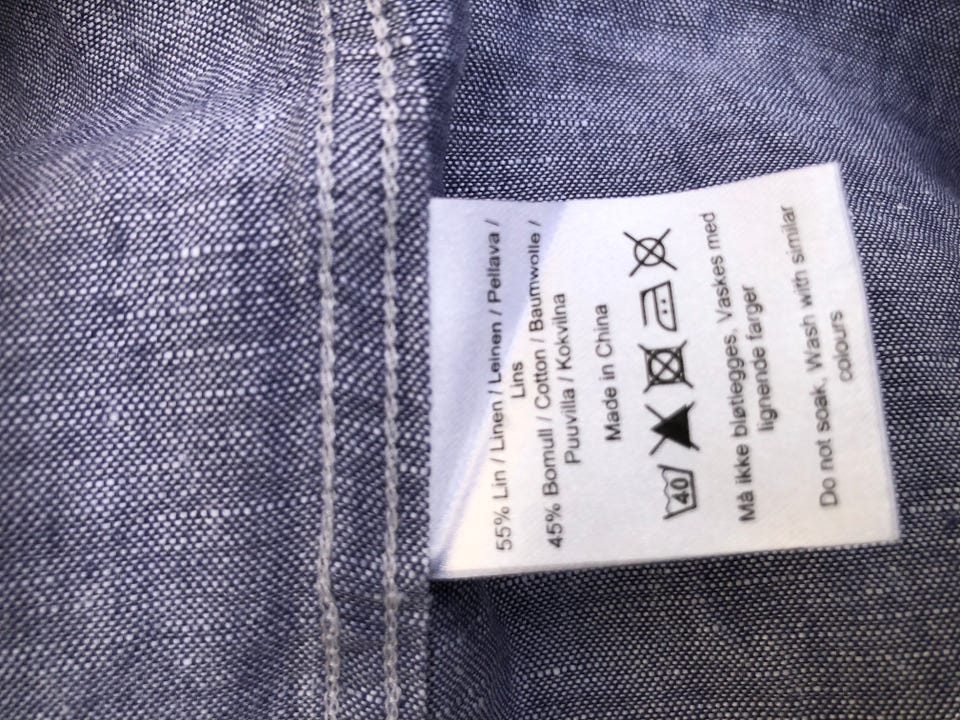 55% Lin / Linen / Leinen / Pellava /
Lins
45% Bomull / Cotton / Baumwolle /
Puuvilla / Kokvilna
Made in China
40
Må ikke bløtlegges, Vaskes med
lignende farger
Do not soak, Wash with similar
colours